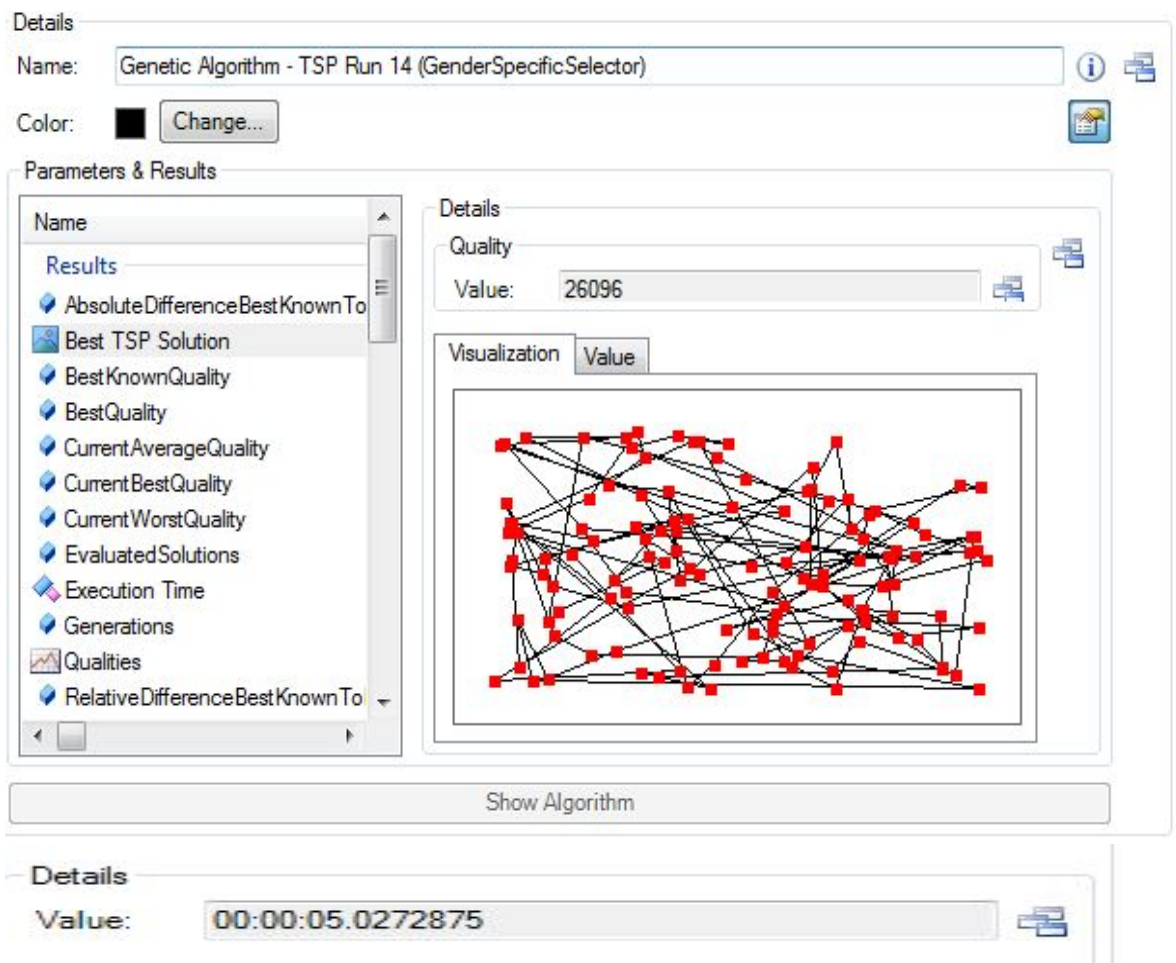 Details
Name: Genetic Algorithm - TSP Run 14 (GenderSpecificSelector)
Color: Change...
Parameters & Results
Name
Results
AbsoluteDifferenceBestKnownTo
Best TSP Solution
BestKnownQuality
BestQuality
CurrentAverageQuality
CurrentBestQuality
CurrentWorstQuality
EvaluatedSolutions
Execution Time
Generations
Qualities
RelativeDifferenceBestKnownTo
Details
Quality
Value: 26096
Visualization Value
Show Algorithm
Details
Value: 00:00:05.0272875